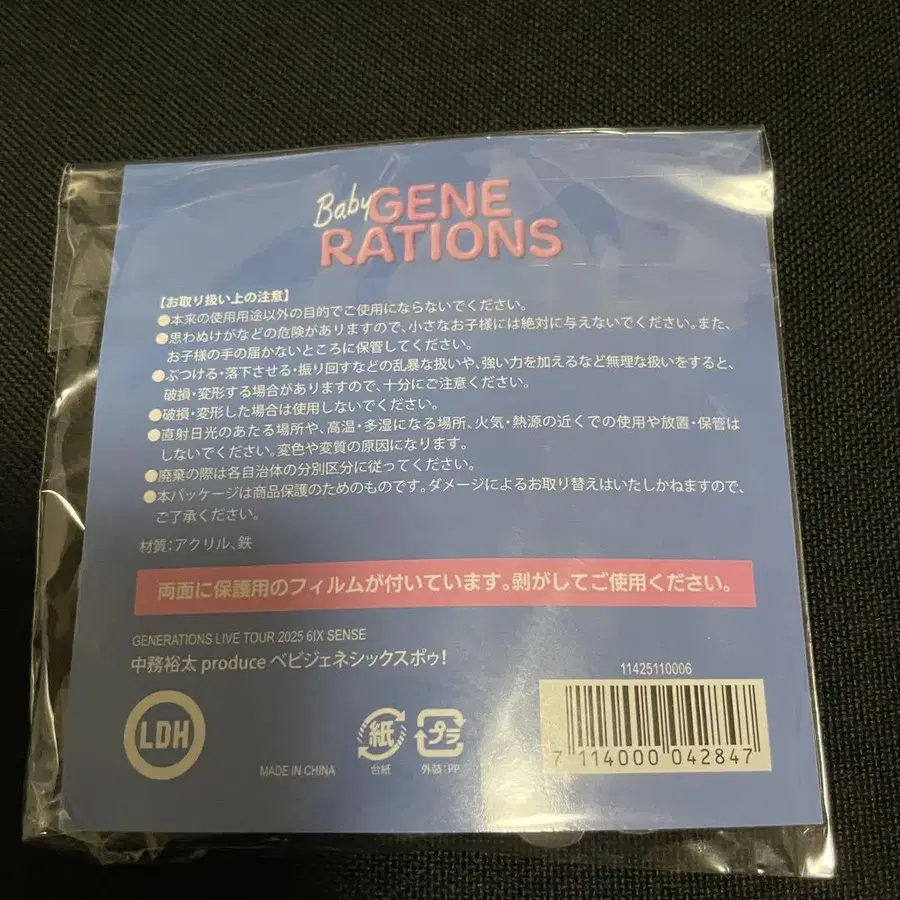 Baby GENE
RATIONS
【お取り扱い上の注意】
●本来の使用用途以外の目的でご使用にならないでください。
●思わぬけがなどの危険がありますので、小さなお子様には絶対に与えないでください。また、
お子様の手の届かないところに保管してください。
●ぶつける・落下させる・振り回すなどの乱暴な扱いや、強い力を加えるなど無理な扱いをすると、
破損・変形する場合がありますので、十分にご注意ください。
●破損・変形した場合は使用しないでください。
●直射日光のあたる場所や、高温・多湿になる場所、火気・熱源の近くでの使用や放置・保管は
しないでください。変色や変質の原因になります。
●廃棄の際は各自治体の分別区分に従ってください。
●本パッケージは商品保護のためのものです。ダメージによるお取り替えはいたしかねますので、
ご了承ください。
材質:アクリル、鉄
両面に保護用のフィルムが付いています。剥がしてご使用ください。
GENERATIONS LIVE TOUR 2025 6IX SENSE
中務裕太 produce ベビジェネシックスポゥ!
11425110006
LDH
MADE IN CHINA
紙
台紙
プラ
外装:PP
7 114000 042847